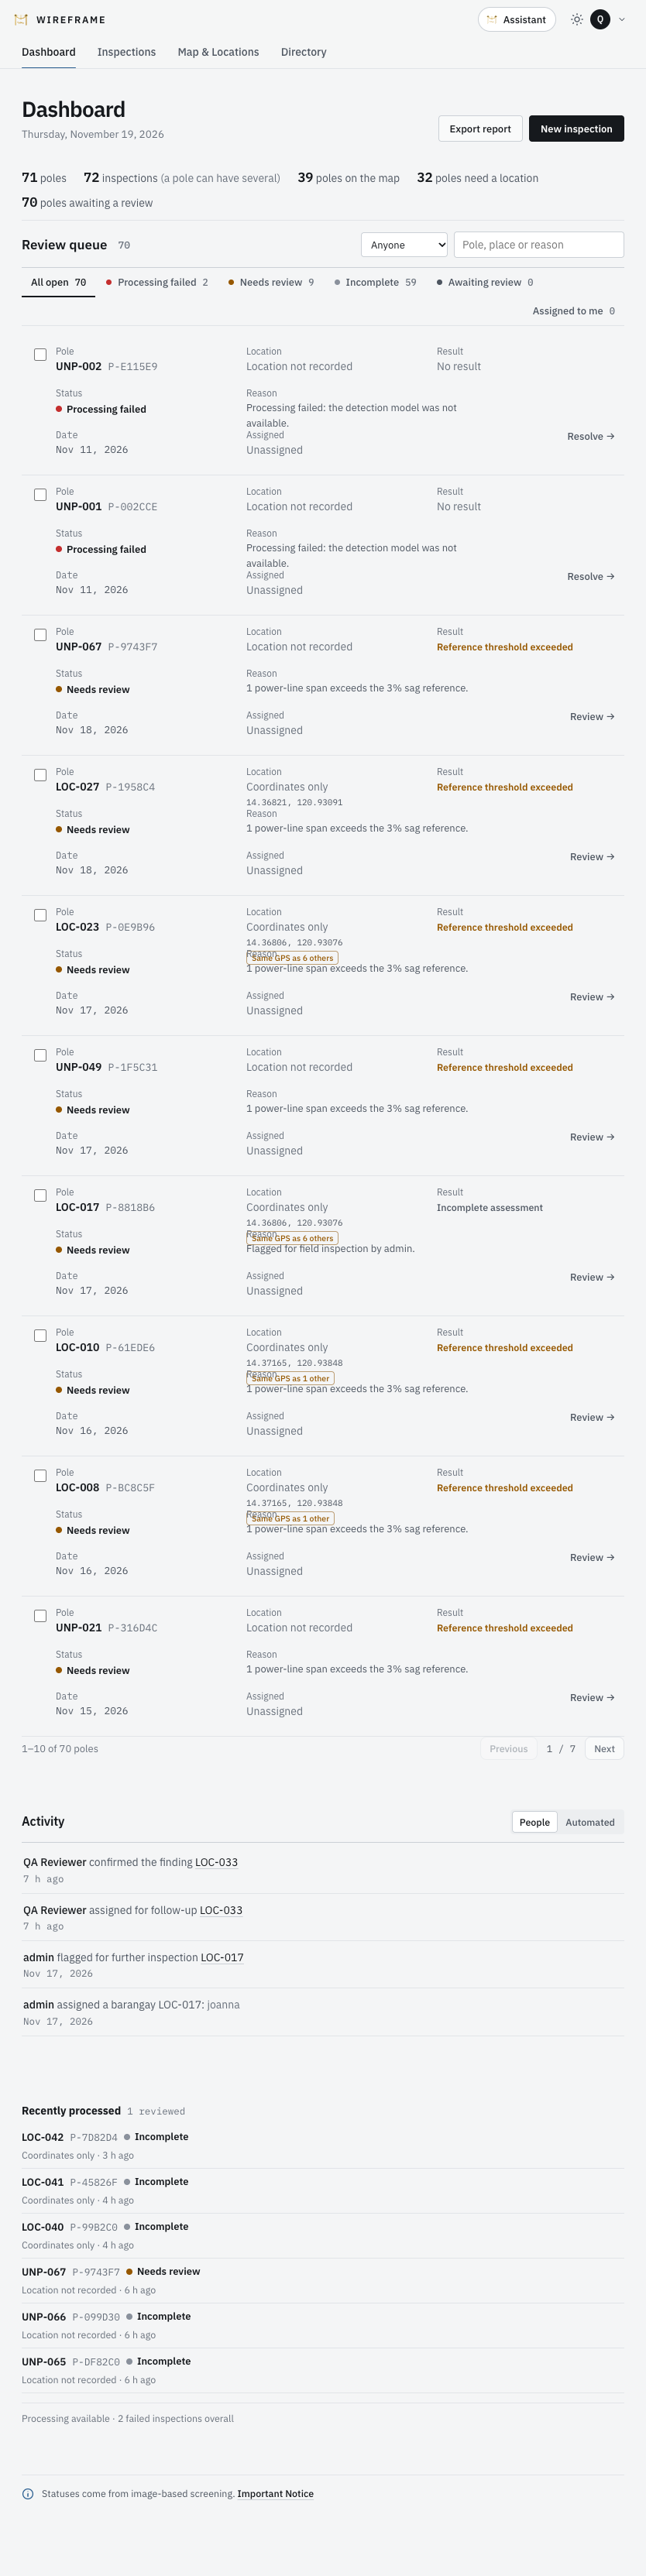 WIREFRAME
Assistant
Q
Dashboard Inspections Map & Locations Directory
Dashboard
Thursday, November 19, 2026
Export report New inspection
71 poles 72 inspections (a pole can have several) 39 poles on the map 32 poles need a location
70 poles awaiting a review
Review queue 70
Anyone Pole, place or reason
All open 70 Processing failed 2 Needs review 9 Incomplete 59 Awaiting review 0
Assigned to me 0
Pole Location Result
UNP-002 P-E115E9 Location not recorded No result
Status Reason
Processing failed Processing failed: the detection model was not
available.
Date Assigned
Nov 11, 2026 Unassigned
Resolve →
Pole Location Result
UNP-001 P-002CCE Location not recorded No result
Status Reason
Processing failed Processing failed: the detection model was not
available.
Date Assigned
Nov 11, 2026 Unassigned
Resolve →
Pole Location Result
UNP-067 P-9743F7 Location not recorded Reference threshold exceeded
Status Reason
Needs review 1 power-line span exceeds the 3% sag reference.
Date Assigned
Nov 18, 2026 Unassigned
Review →
Pole Location Result
LOC-027 P-1958C4 Coordinates only Reference threshold exceeded
14.36821, 120.93091
Status Reason
Needs review 1 power-line span exceeds the 3% sag reference.
Date Assigned
Nov 18, 2026 Unassigned
Review →
Pole Location Result
LOC-023 P-0E9B96 Coordinates only Reference threshold exceeded
14.36806, 120.93076
Status Reason
Same GPS as 6 others
Needs review 1 power-line span exceeds the 3% sag reference.
Date Assigned
Nov 17, 2026 Unassigned
Review →
Pole Location Result
UNP-049 P-1F5C31 Location not recorded Reference threshold exceeded
Status Reason
Needs review 1 power-line span exceeds the 3% sag reference.
Date Assigned
Nov 17, 2026 Unassigned
Review →
Pole Location Result
LOC-017 P-8818B6 Coordinates only Incomplete assessment
14.36806, 120.93076
Status Reason
Same GPS as 6 others
Needs review Flagged for field inspection by admin.
Date Assigned
Nov 17, 2026 Unassigned
Review →
Pole Location Result
LOC-010 P-61EDE6 Coordinates only Reference threshold exceeded
14.37165, 120.93848
Status Reason
Same GPS as 1 other
Needs review 1 power-line span exceeds the 3% sag reference.
Date Assigned
Nov 16, 2026 Unassigned
Review →
Pole Location Result
LOC-008 P-BC8C5F Coordinates only Reference threshold exceeded
14.37165, 120.93848
Status Reason
Same GPS as 1 other
Needs review 1 power-line span exceeds the 3% sag reference.
Date Assigned
Nov 16, 2026 Unassigned
Review →
Pole Location Result
UNP-021 P-316D4C Location not recorded Reference threshold exceeded
Status Reason
Needs review 1 power-line span exceeds the 3% sag reference.
Date Assigned
Nov 15, 2026 Unassigned
Review →
1–10 of 70 poles Previous 1 / 7 Next
Activity People Automated
QA Reviewer confirmed the finding LOC-033
7 h ago
QA Reviewer assigned for follow-up LOC-033
7 h ago
admin flagged for further inspection LOC-017
Nov 17, 2026
admin assigned a barangay LOC-017: joanna
Nov 17, 2026
Recently processed 1 reviewed
LOC-042 P-7D82D4 Incomplete
Coordinates only · 3 h ago
LOC-041 P-45826F Incomplete
Coordinates only · 4 h ago
LOC-040 P-99B2C0 Incomplete
Coordinates only · 4 h ago
UNP-067 P-9743F7 Needs review
Location not recorded · 6 h ago
UNP-066 P-099D30 Incomplete
Location not recorded · 6 h ago
UNP-065 P-DF82C0 Incomplete
Location not recorded · 6 h ago
Processing available · 2 failed inspections overall
Statuses come from image-based screening. Important Notice